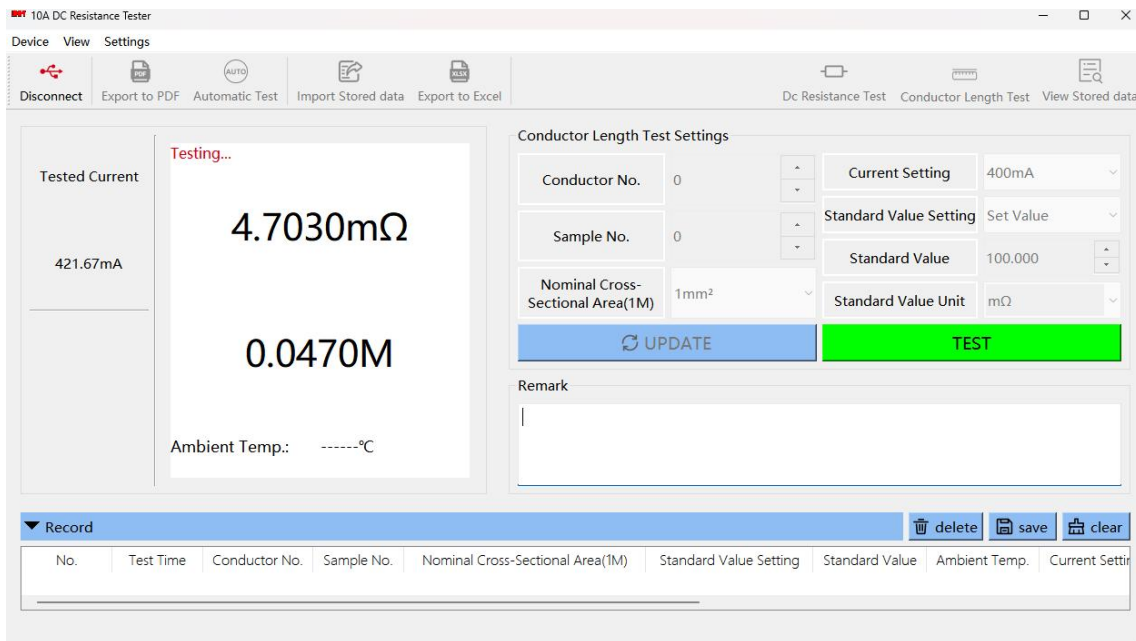 10A DC Resistance Tester
Device View Settings
Disconnect Export to PDF Automatic Test Import Stored data Export to Excel Dc Resistance Test Conductor Length Test View Stored data
PDF AUTO XLSX
Tested Current
421.67mA
Testing...
4.7030mΩ
0.0470M
Ambient Temp.: ------℃
Conductor Length Test Settings
Conductor No. 0
Current Setting 400mA
Sample No. 0
Standard Value Setting Set Value
Standard Value 100.000
Nominal Cross-
Sectional Area(1M) 1mm²
Standard Value Unit mΩ
UPDATE
TEST
Remark
Record delete save clear
No. Test Time Conductor No. Sample No. Nominal Cross-Sectional Area(1M) Standard Value Setting Standard Value Ambient Temp. Current Settin